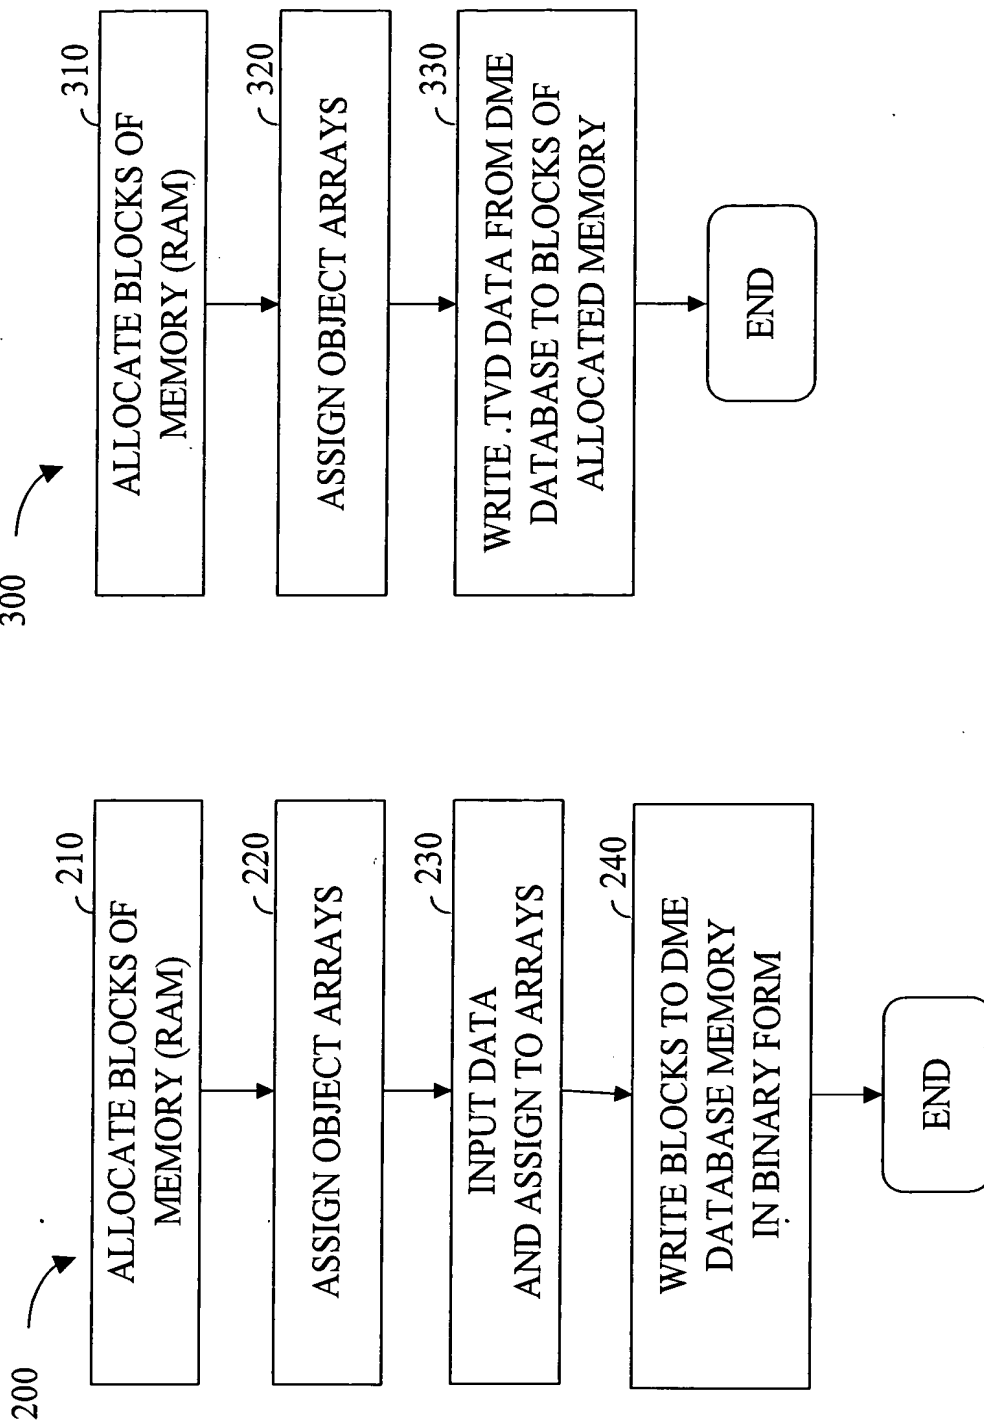 200
210
ALLOCATE BLOCKS OF
MEMORY (RAM)
220
ASSIGN OBJECT ARRAYS
230
INPUT DATA
AND ASSIGN TO ARRAYS
240
WRITE BLOCKS TO DME
DATABASE MEMORY
IN BINARY FORM
END
300
310
ALLOCATE BLOCKS OF
MEMORY (RAM)
320
ASSIGN OBJECT ARRAYS
330
WRITE .TVD DATA FROM DME
DATABASE TO BLOCKS OF
ALLOCATED MEMORY
END